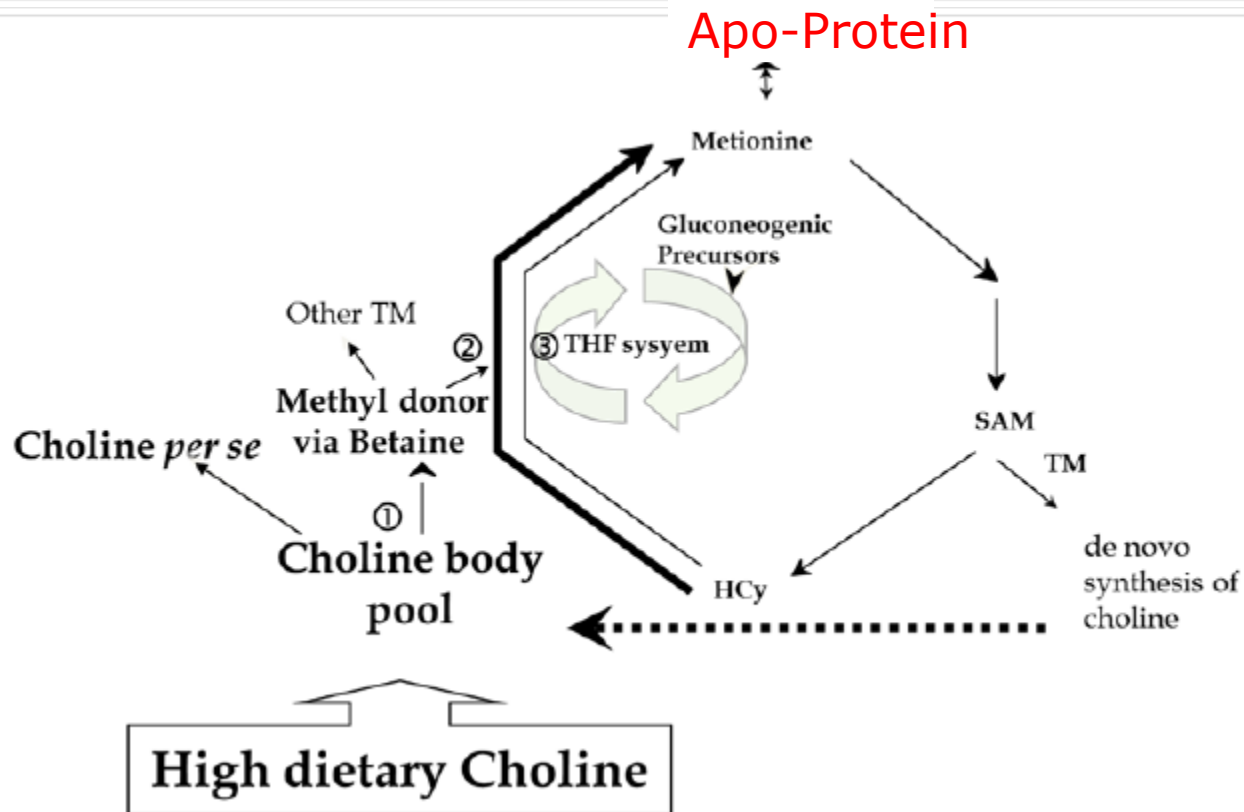 Apo-Protein
Metionine
Gluconeogenic
Precursors
Other TM
② ③ THF sysyem
Methyl donor
via Betaine
Choline per se
SAM
TM
①
Choline body
pool
HCy
de novo
synthesis of
choline
High dietary Choline